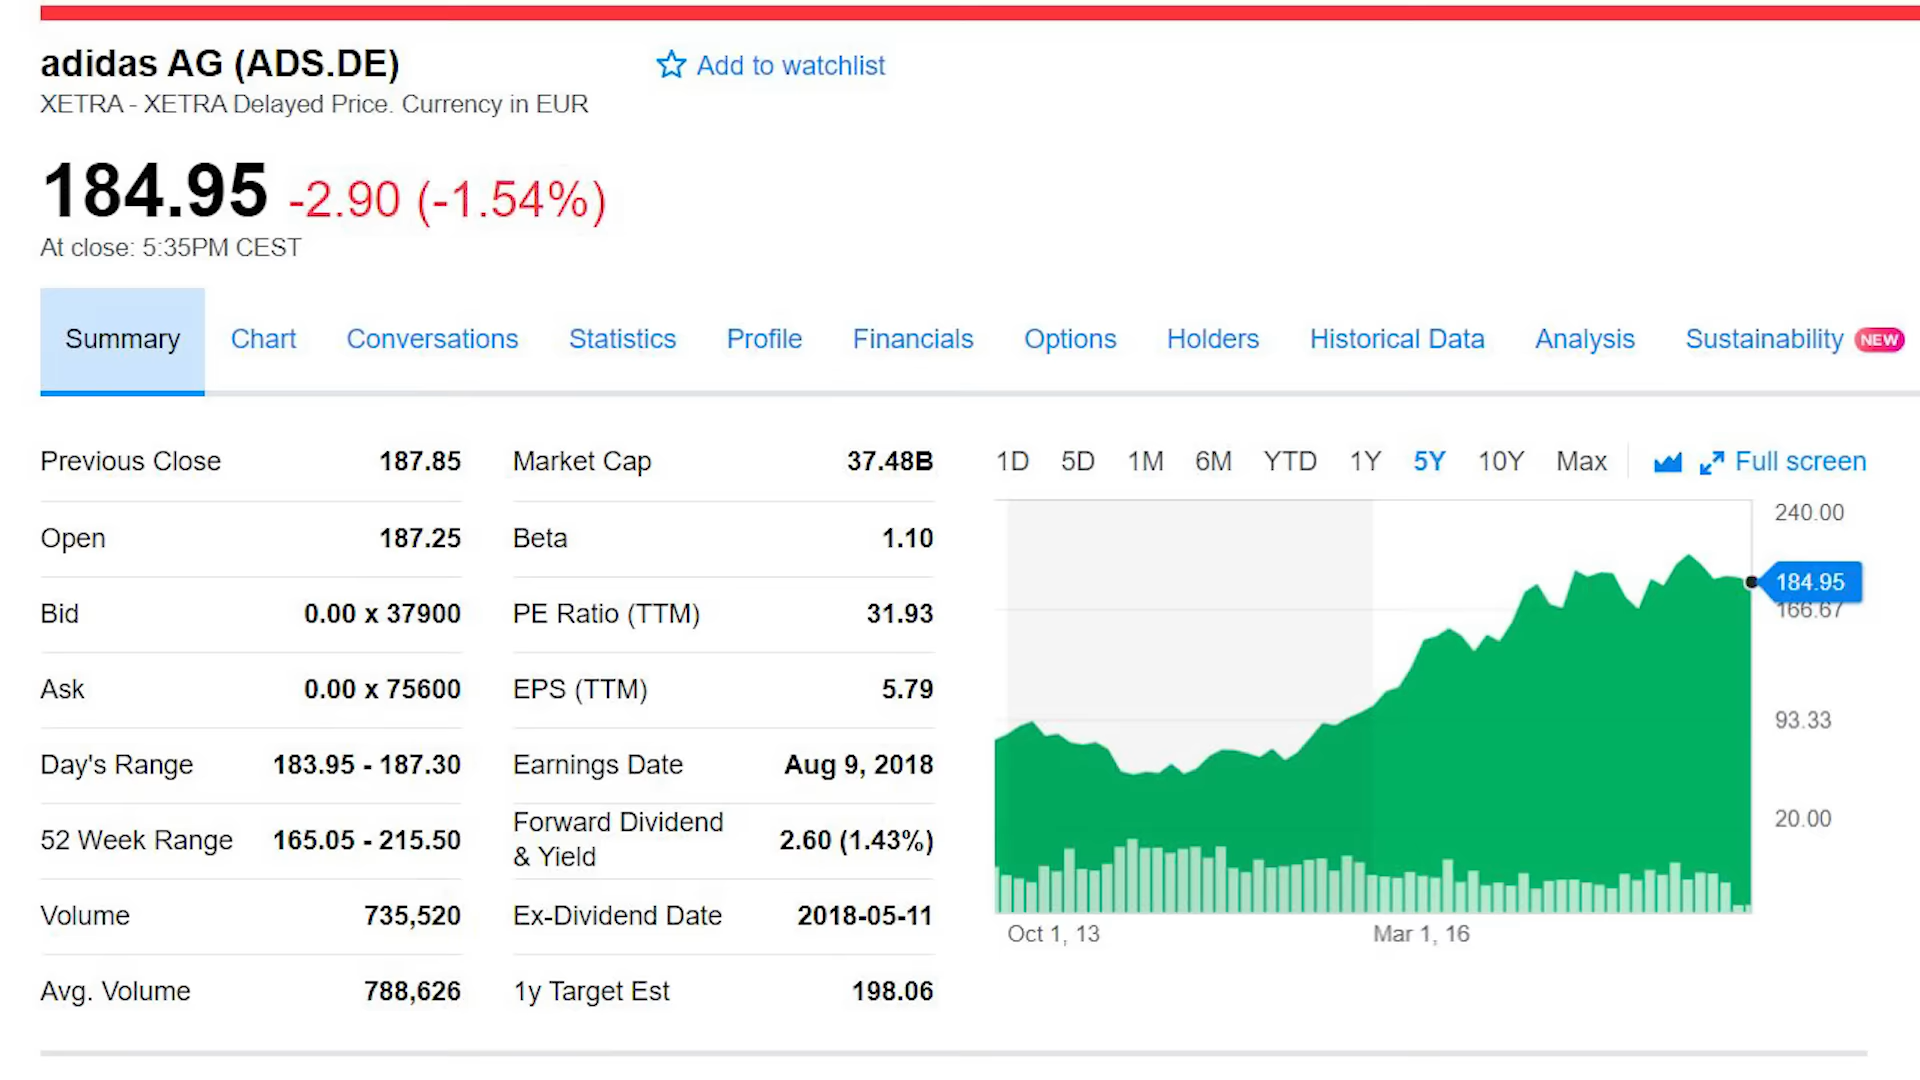 adidas AG (ADS.DE)
Add to watchlist
XETRA - XETRA Delayed Price. Currency in EUR
184.95 -2.90 (-1.54%)
At close: 5:35PM CEST
Summary Chart Conversations Statistics Profile Financials Options Holders Historical Data Analysis Sustainability NEW
Previous Close 187.85
Open 187.25
Bid 0.00 x 37900
Ask 0.00 x 75600
Day's Range 183.95 - 187.30
52 Week Range 165.05 - 215.50
Volume 735,520
Avg. Volume 788,626
Market Cap 37.48B
Beta 1.10
PE Ratio (TTM) 31.93
EPS (TTM) 5.79
Earnings Date Aug 9, 2018
Forward Dividend
& Yield 2.60 (1.43%)
Ex-Dividend Date 2018-05-11
1y Target Est 198.06
1D 5D 1M 6M YTD 1Y 5Y 10Y Max Full screen
240.00
184.95
166.67
93.33
20.00
Oct 1, 13 Mar 1, 16